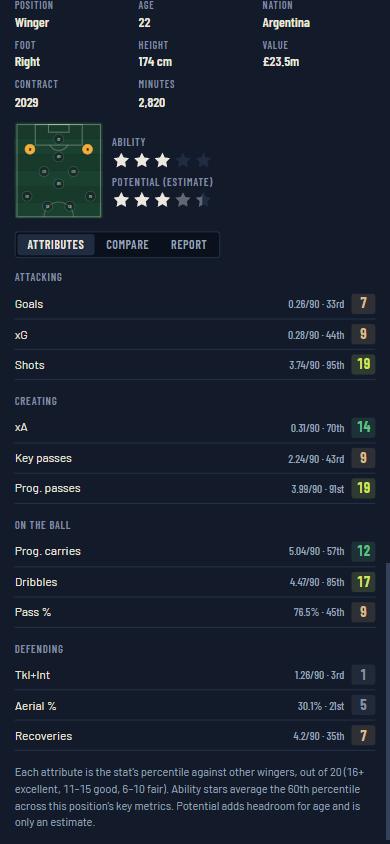 POSITION AGE NATION
Winger 22 Argentina
FOOT HEIGHT VALUE
Right 174 cm £23.5m
CONTRACT MINUTES
2029 2,820
ABILITY
POTENTIAL (ESTIMATE)
ATTRIBUTES COMPARE REPORT
ATTACKING
Goals 0.26/90 · 33rd 7
xG 0.28/90 · 44th 9
Shots 3.74/90 · 95th 19
CREATING
xA 0.31/90 · 70th 14
Key passes 2.24/90 · 43rd 9
Prog. passes 3.99/90 · 91st 19
ON THE BALL
Prog. carries 5.04/90 · 57th 12
Dribbles 4.47/90 · 85th 17
Pass % 76.5% · 45th 9
DEFENDING
Tkl+Int 1.26/90 · 3rd 1
Aerial % 30.1% · 21st 5
Recoveries 4.2/90 · 35th 7
Each attribute is the stat's percentile against other wingers, out of 20 (16+
excellent, 11–15 good, 6–10 fair). Ability stars average the 60th percentile
across this position's key metrics. Potential adds headroom for age and is
only an estimate.